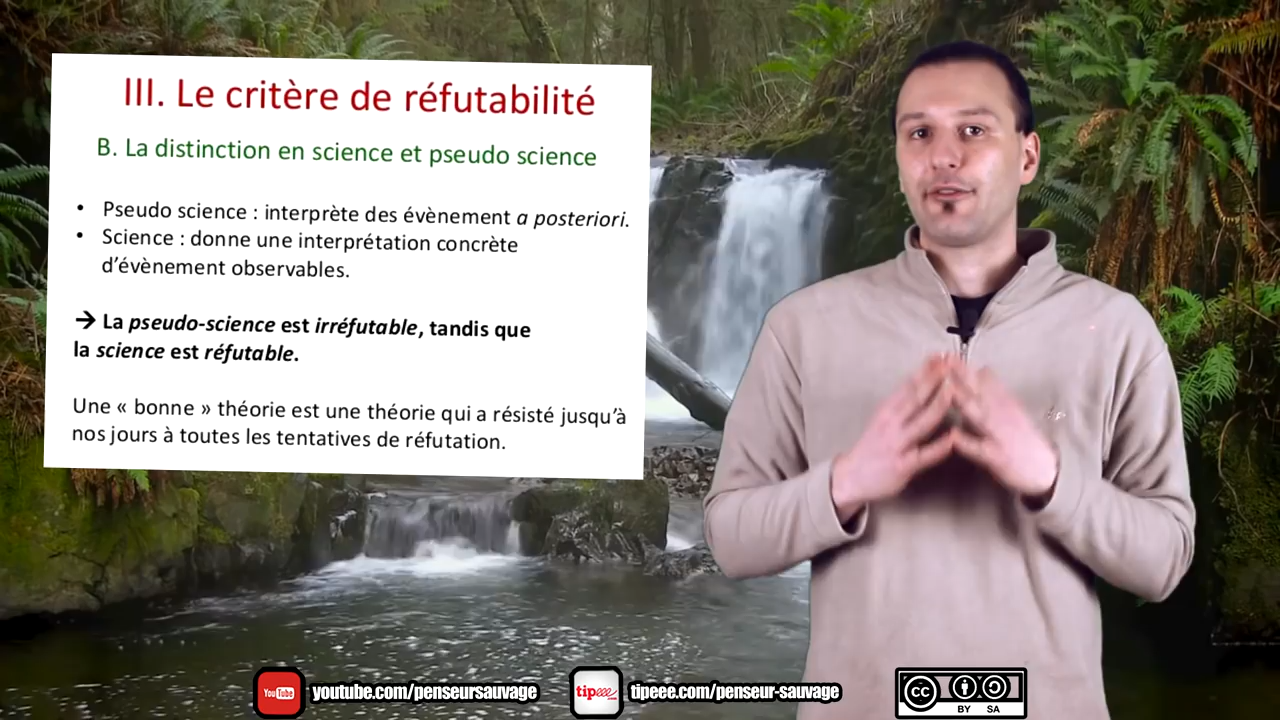 III. Le critère de réfutabilité
B. La distinction en science et pseudo science
• Pseudo science : interprète des évènement a posteriori.
• Science : donne une interprétation concrète
d’évènement observables.
→ La pseudo-science est irréfutable, tandis que
la science est réfutable.
Une « bonne » théorie est une théorie qui a résisté jusqu’à
nos jours à toutes les tentatives de réfutation.
YouTube youtube.com/penseursauvage
tipeee tipeee.com/penseur-sauvage
cc BY SA